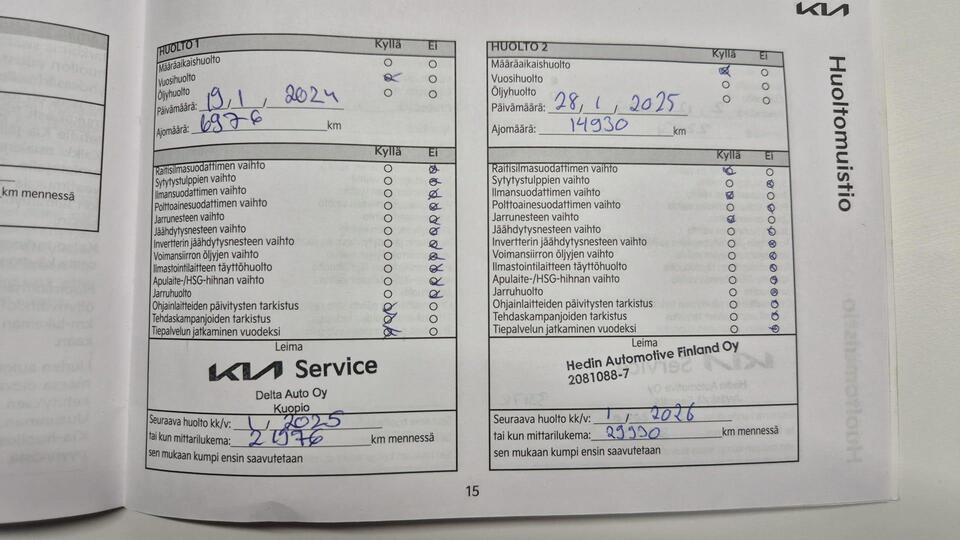 KIA
Huoltomuistio
km mennessä
HUOLTO 1 Kyllä Ei
Määräaikaishuolto
Vuosihuolto
Öljyhuolto
Päivämäärä: 19, 1, 2024
Ajomäärä: 6976 km
Kyllä Ei
Raitisilmasuodattimen vaihto
Sytytystulppien vaihto
Ilmansuodattimen vaihto
Polttoainesuodattimen vaihto
Jarrunesteen vaihto
Jäähdytysnesteen vaihto
Invertterin jäähdytysnesteen vaihto
Voimansiirron öljyjen vaihto
Ilmastointilaitteen täyttöhuolto
Apulaite-/HSG-hihnan vaihto
Jarruhuolto
Ohjainlaitteiden päivitysten tarkistus
Tehdaskampanjoiden tarkistus
Tiepalvelun jatkaminen vuodeksi
Leima
KIA Service
Delta Auto Oy
Kuopio
Seuraava huolto kk/v: 1, 2025
tai kun mittarilukema: 21976 km mennessä
sen mukaan kumpi ensin saavutetaan
HUOLTO 2 Kyllä Ei
Määräaikaishuolto
Vuosihuolto
Öljyhuolto
Päivämäärä: 28, 1, 2025
Ajomäärä: 14930 km
Kyllä Ei
Raitisilmasuodattimen vaihto
Sytytystulppien vaihto
Ilmansuodattimen vaihto
Polttoainesuodattimen vaihto
Jarrunesteen vaihto
Jäähdytysnesteen vaihto
Invertterin jäähdytysnesteen vaihto
Voimansiirron öljyjen vaihto
Ilmastointilaitteen täyttöhuolto
Apulaite-/HSG-hihnan vaihto
Jarruhuolto
Ohjainlaitteiden päivitysten tarkistus
Tehdaskampanjoiden tarkistus
Tiepalvelun jatkaminen vuodeksi
Leima
Hedin Automotive Finland Oy
2081088-7
Seuraava huolto kk/v: 1, 2026
tai kun mittarilukema: 29930 km mennessä
sen mukaan kumpi ensin saavutetaan
15